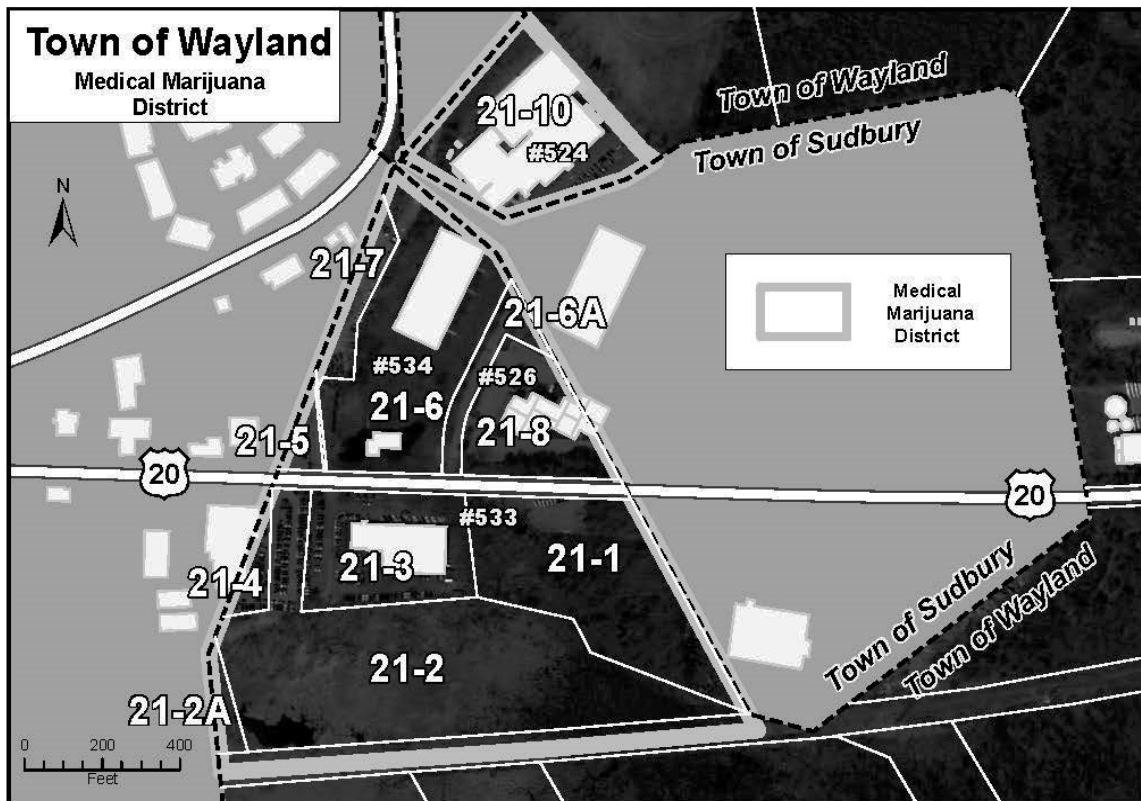 Town of Wayland
Medical Marijuana
District
N
21-10
#524
Town of Wayland
Town of Sudbury
21-7
21-6A
Medical
Marijuana
District
#534
#526
21-6
21-8
21-5
20
20
#533
21-4
21-3
21-1
Town of Sudbury
Town of Wayland
21-2
21-2A
0 200 400
Feet